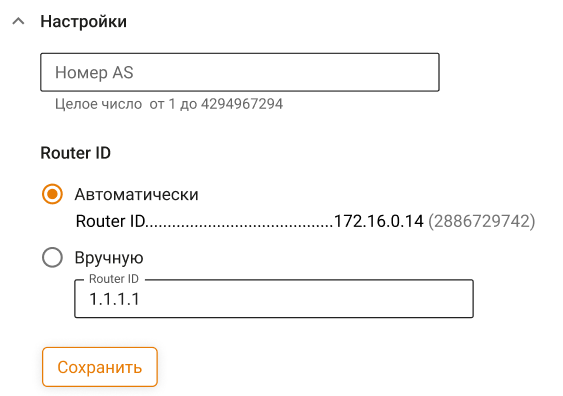 Настройки
Номер AS
Целое число от 1 до 4294967294
Router ID
Автоматически
Router ID..........................................172.16.0.14 (2886729742)
Вручную
Router ID
1.1.1.1
Сохранить